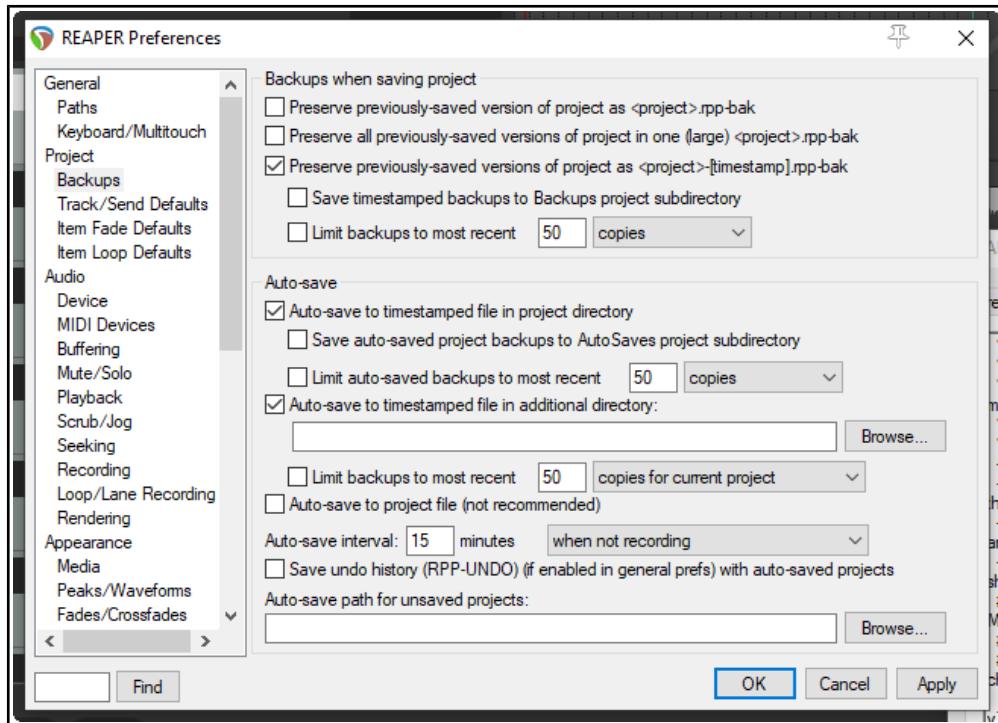 REAPER Preferences
General
Paths
Keyboard/Multitouch
Project
Backups
Track/Send Defaults
Item Fade Defaults
Item Loop Defaults
Audio
Device
MIDI Devices
Buffering
Mute/Solo
Playback
Scrub/Jog
Seeking
Recording
Loop/Lane Recording
Rendering
Appearance
Media
Peaks/Waveforms
Fades/Crossfades
Find
Backups when saving project
Preserve previously-saved version of project as <project>.rpp-bak
Preserve all previously-saved versions of project in one (large) <project>.rpp-bak
Preserve previously-saved versions of project as <project>-[timestamp].rpp-bak
Save timestamped backups to Backups project subdirectory
Limit backups to most recent 50 copies
Auto-save
Auto-save to timestamped file in project directory
Save auto-saved project backups to AutoSaves project subdirectory
Limit auto-saved backups to most recent 50 copies
Auto-save to timestamped file in additional directory:
Browse...
Limit backups to most recent 50 copies for current project
Auto-save to project file (not recommended)
Auto-save interval: 15 minutes when not recording
Save undo history (RPP-UNDO) (if enabled in general prefs) with auto-saved projects
Auto-save path for unsaved projects:
Browse...
OK Cancel Apply